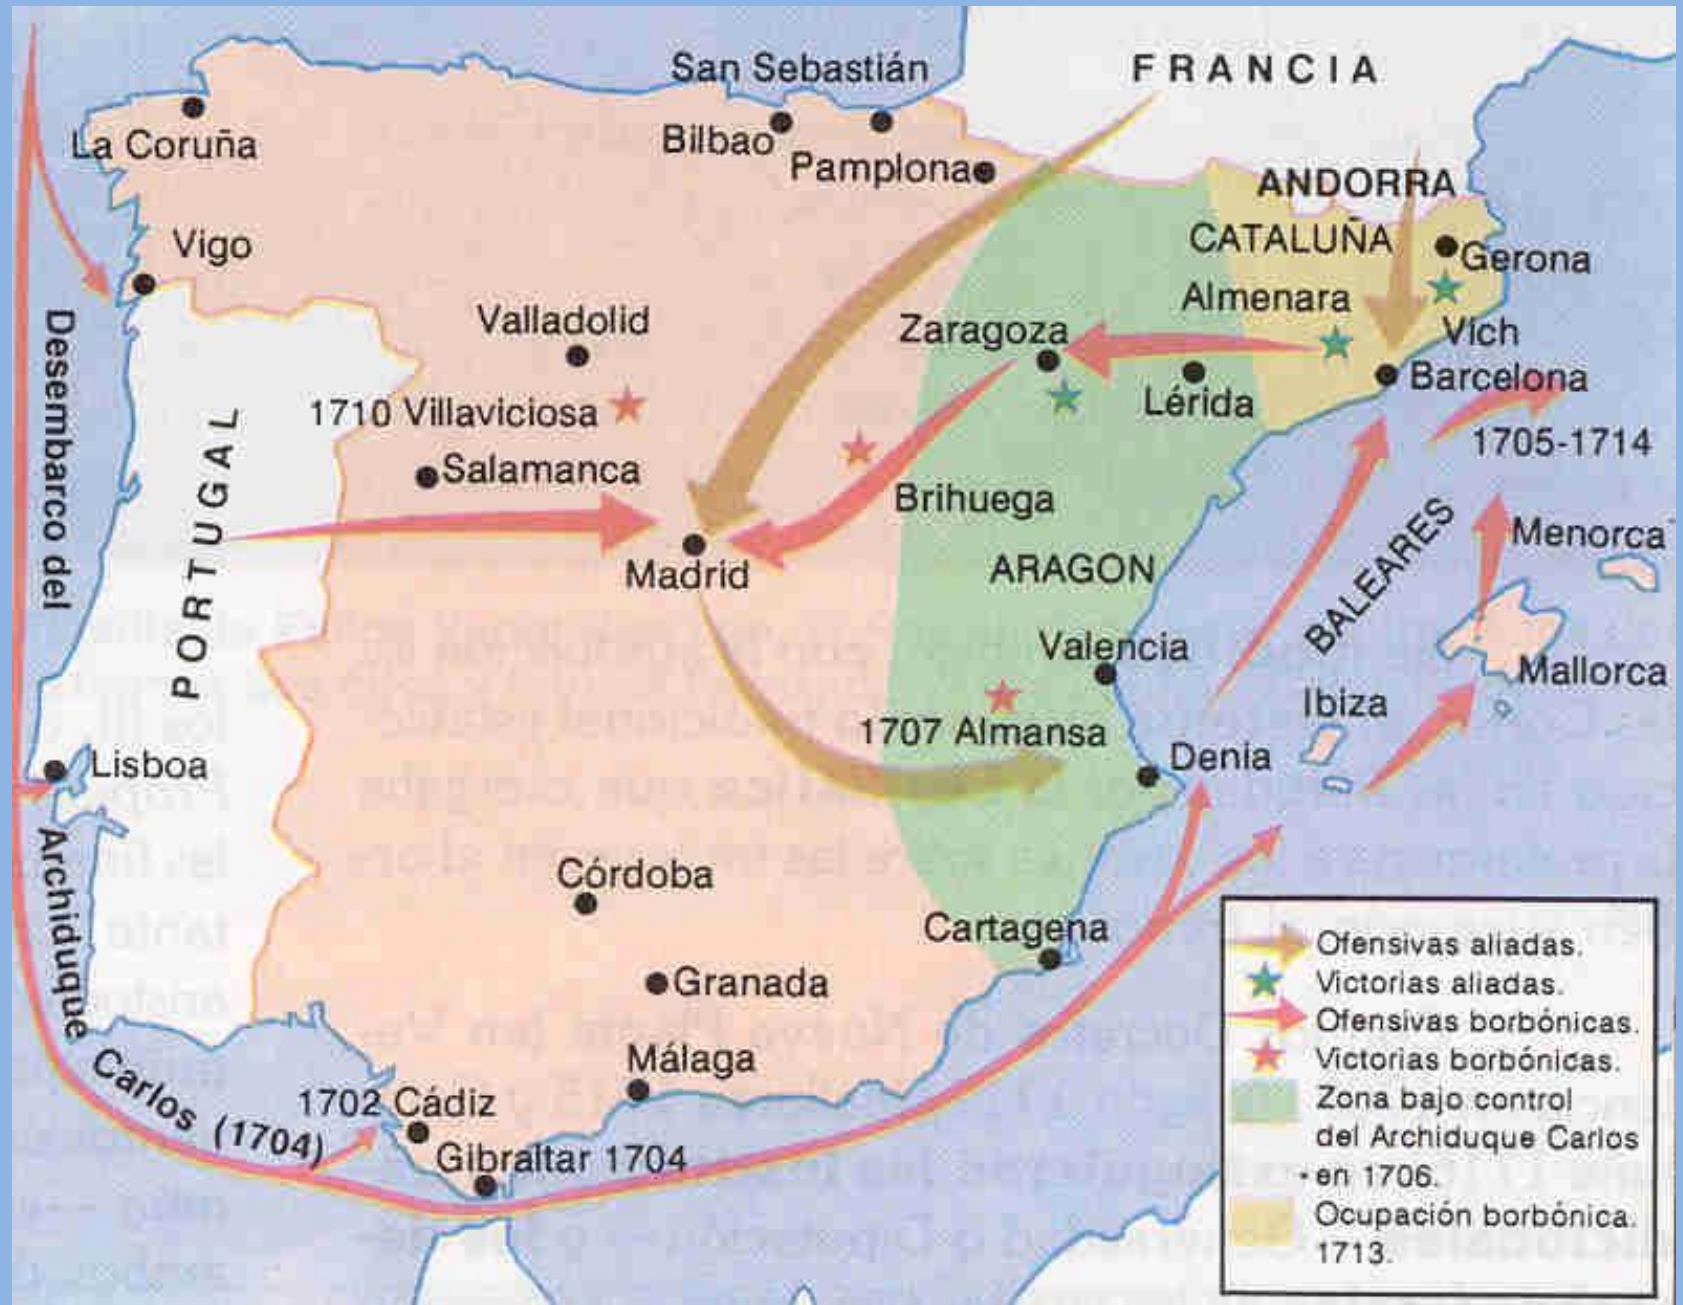 FRANCIA
San Sebastián
La Coruña
Bilbao
Pamplona
ANDORRA
CATALUÑA
Vigo
Gerona
Almenara
Valladolid
Zaragoza
Vich
Barcelona
Lérida
1710 Villaviciosa
1705-1714
Salamanca
Brihuega
Menorca
PORTUGAL
Madrid
ARAGON
BALEARES
Valencia
Mallorca
Ibiza
1707 Almansa
Denia
Lisboa
Córdoba
Cartagena
Granada
Málaga
1702 Cádiz
Gibraltar 1704
Desembarco del
Archiduque
Carlos (1704)
Ofensivas aliadas.
Victorias aliadas.
Ofensivas borbónicas.
Victorias borbónicas.
Zona bajo control
del Archiduque Carlos
en 1706.
Ocupación borbónica.
1713.